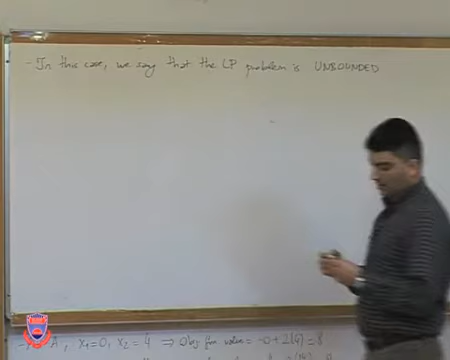 - In this case, we say that the LP problem is UNBOUNDED
A, x₁=0, x₂ = 4 ⇒ Obj fun value = -0+2(4)=8